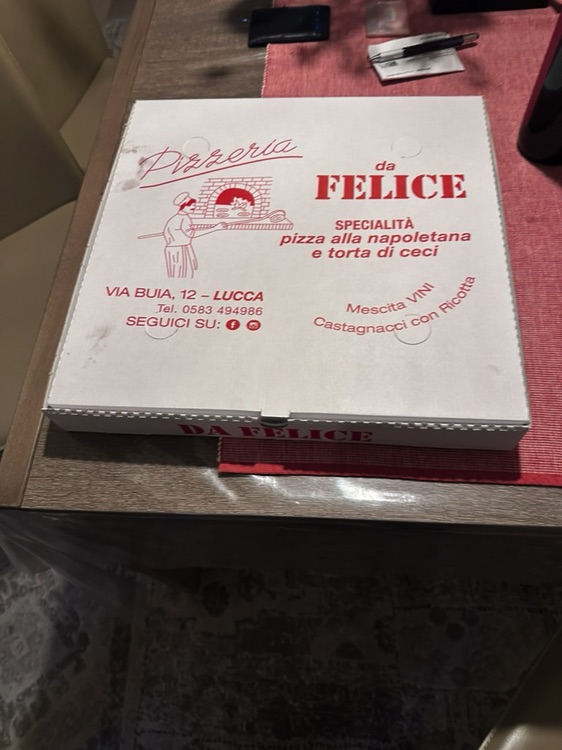 Pizzeria
da
FELICE
SPECIALITÀ
pizza alla napoletana
e torta di ceci
VIA BUIA, 12 – LUCCA
Tel. 0583 494986
SEGUICI SU:
Mescita VINI
Castagnacci con Ricotta
DA FELICE